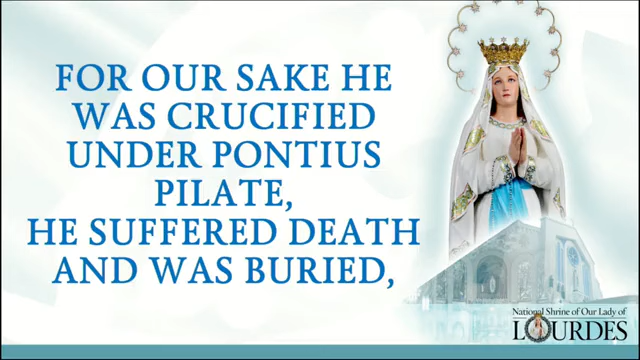 FOR OUR SAKE HE
WAS CRUCIFIED
UNDER PONTIUS
PILATE,
HE SUFFERED DEATH
AND WAS BURIED,
National Shrine of Our Lady of
LOURDES